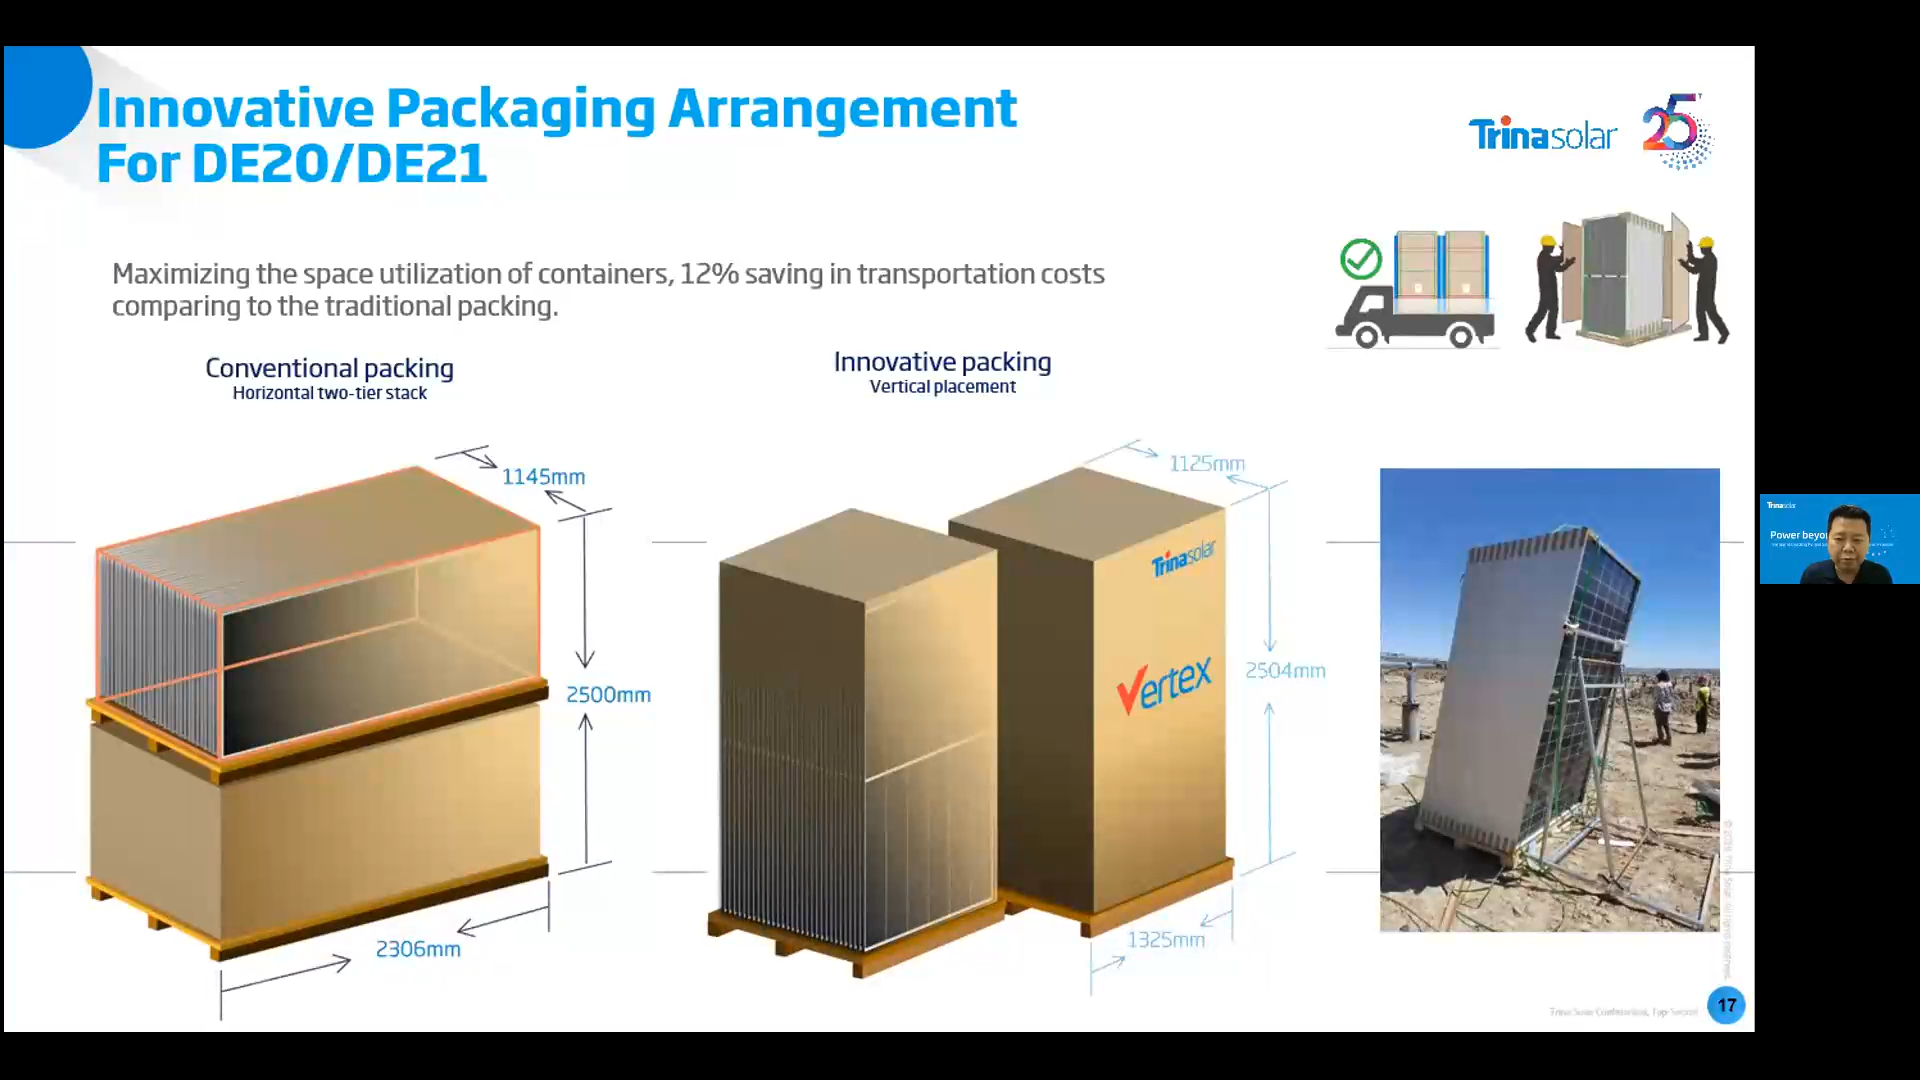 Innovative Packaging Arrangement
For DE20/DE21
Trinasolar
25
Maximizing the space utilization of containers, 12% saving in transportation costs
comparing to the traditional packing.
Conventional packing
Horizontal two-tier stack
Innovative packing
Vertical placement
1145mm
2500mm
2306mm
1125mm
2504mm
1325mm
Trinasolar
Vertex
Trinasolar
Power beyo
17